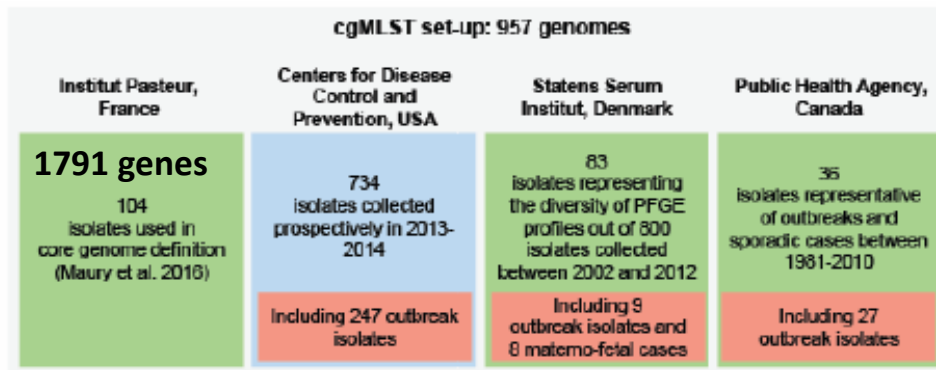 cgMLST set-up: 957 genomes
Institut Pasteur,
France
Centers for Disease
Control and
Prevention, USA
Statens Serum
Institut, Denmark
Public Health Agency,
Canada
1791 genes
104
isolates used in
core genome definition
(Maury et al. 2016)
734
isolates collected
prospectively in 2013-
2014
Including 247 outbreak
isolates
83
isolates representing
the diversity of PFGE
profiles out of 800
isolates collected
between 2002 and 2012
Including 9
outbreak isolates and
8 materno-fetal cases
36
isolates representative
of outbreaks and
sporadic cases between
1981-2010
Including 27
outbreak isolates